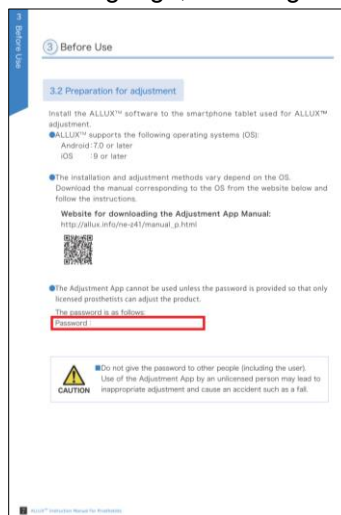 3
Before Use
3 Before Use
3.2 Preparation for adjustment
Install the ALLUX™ software to the smartphone tablet used for ALLUX™
adjustment.
●ALLUX™ supports the following operating systems (OS):
Android :7.0 or later
iOS :9 or later
●The installation and adjustment methods vary depend on the OS.
Download the manual corresponding to the OS from the website below and
follow the instructions.
Website for downloading the Adjustment App Manual:
http://allux.info/ne-z41/manual_p.html
●The Adjustment App cannot be used unless the password is provided so that only
licensed prosthetists can adjust the product.
The password is as follows:
Password :
CAUTION
■Do not give the password to other people (including the user).
Use of the Adjustment App by an unlicensed person may lead to
inappropriate adjustment and cause an accident such as a fall.
ALLUX™ Instruction Manual for Prosthetists